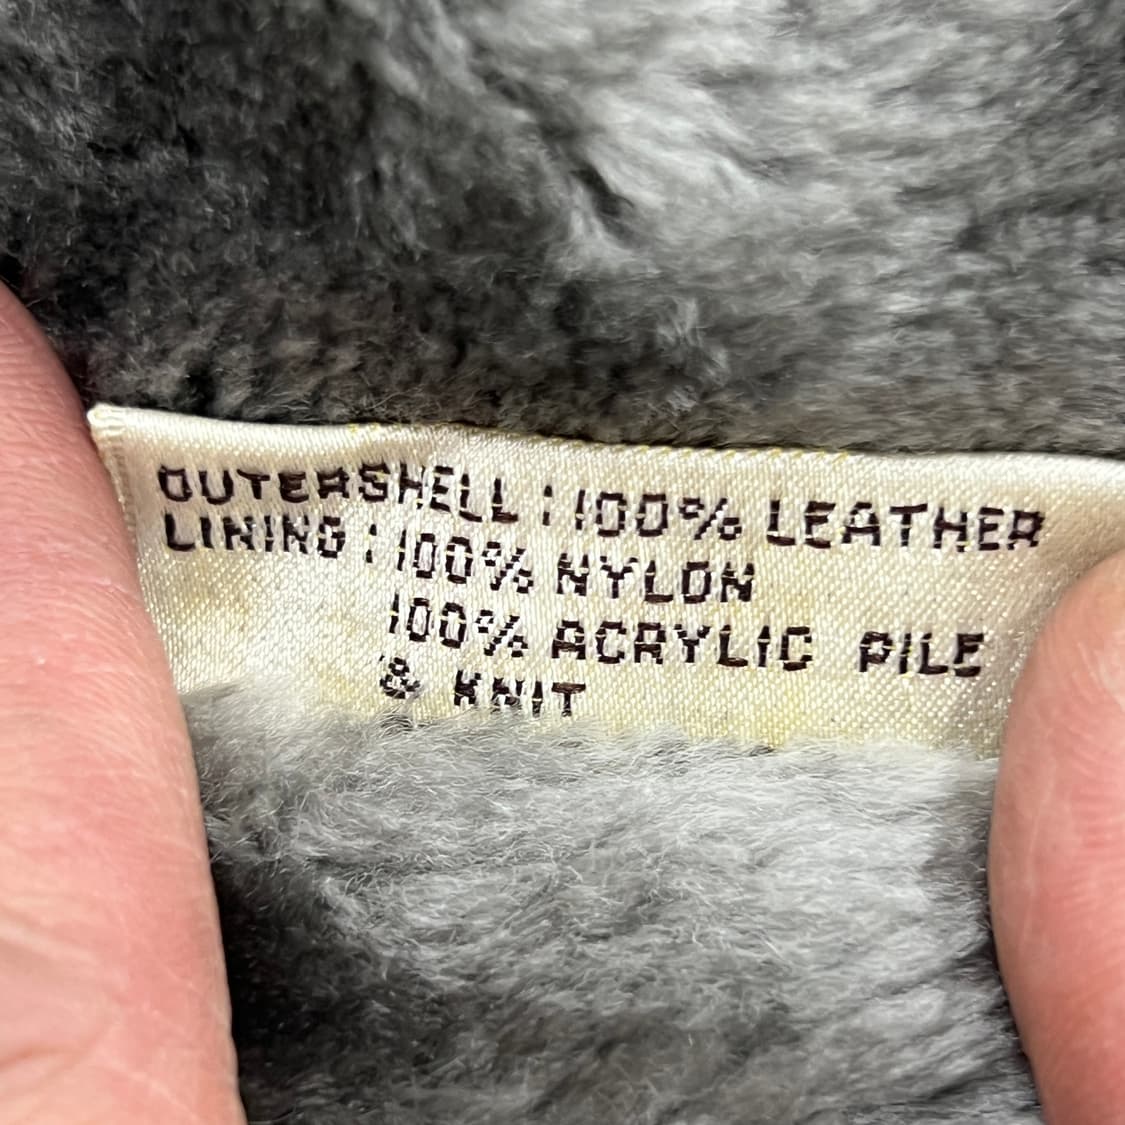 OUTERSHELL : 100% LEATHER
LINING : 100% NYLON
100% ACRYLIC PILE
& KNIT